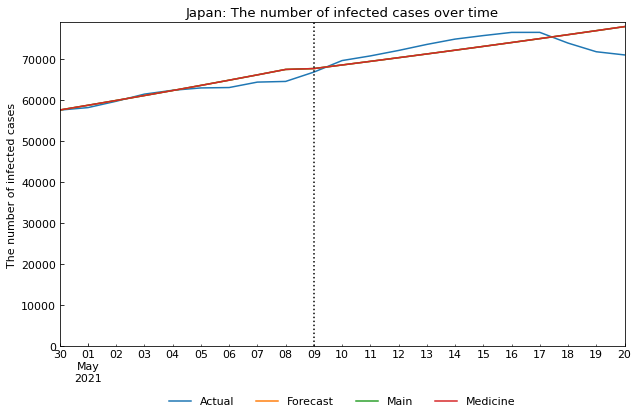 Japan: The number of infected cases over time
The number of infected cases
70000
60000
50000
40000
30000
20000
10000
0
30 01 02 03 04 05 06 07 08 09 10 11 12 13 14 15 16 17 18 19 20
May
2021
Actual Forecast Main Medicine